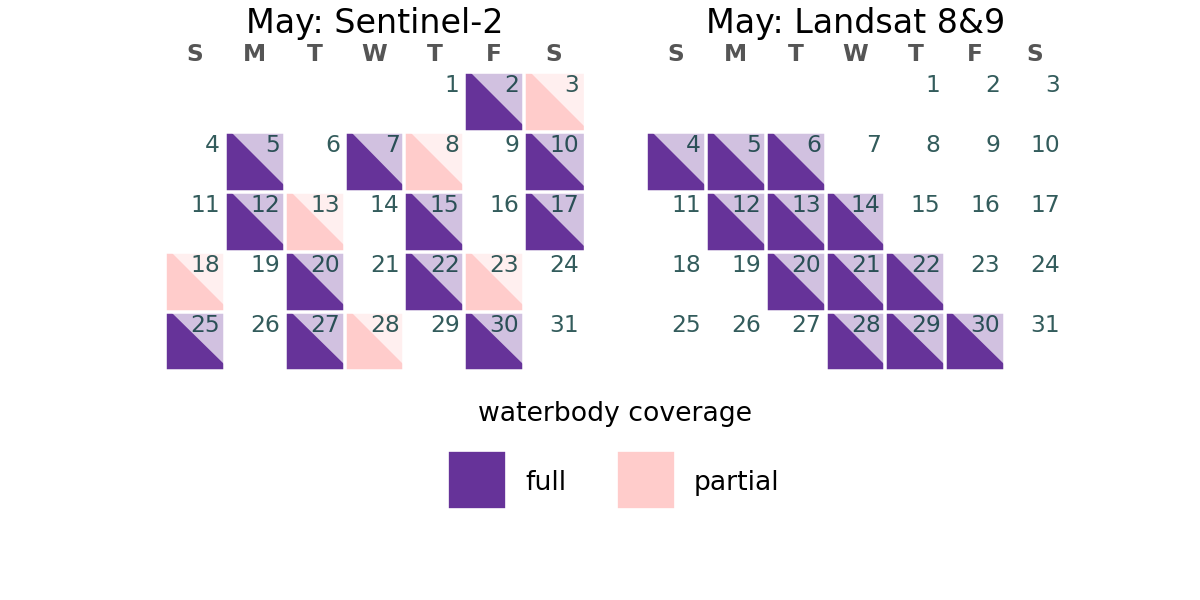 May: Sentinel-2
S M T W T F S
1 2 3
4 5 6 7 8 9 10
11 12 13 14 15 16 17
18 19 20 21 22 23 24
25 26 27 28 29 30 31
May: Landsat 8&9
S M T W T F S
1 2 3
4 5 6 7 8 9 10
11 12 13 14 15 16 17
18 19 20 21 22 23 24
25 26 27 28 29 30 31
waterbody coverage
full
partial